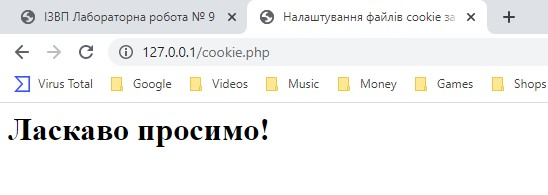 ІЗВП Лабораторна робота № 9
Налаштування файлів cookie за
127.0.0.1/cookie.php
Virus Total Google Videos Music Money Games Shops
Ласкаво просимо!